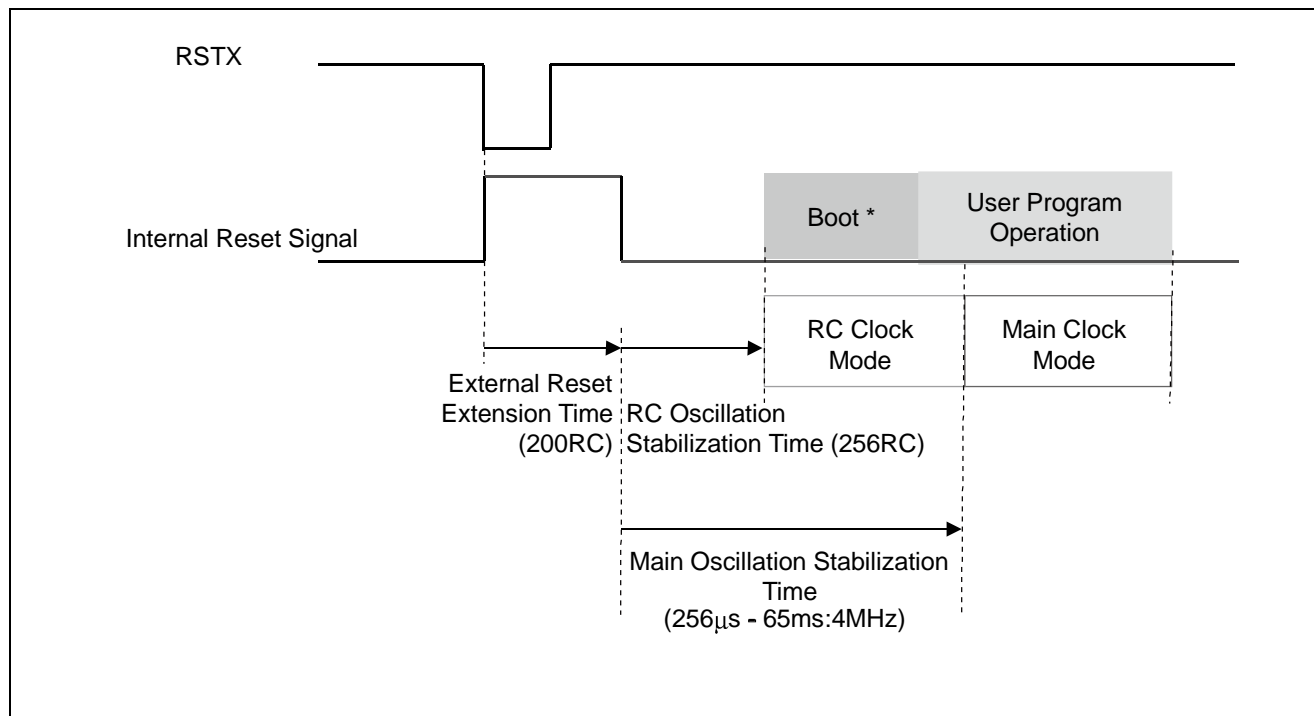 RSTX
Internal Reset Signal
Boot *
User Program
Operation
RC Clock
Mode
Main Clock
Mode
External Reset
Extension Time
(200RC)
RC Oscillation
Stabilization Time (256RC)
Main Oscillation Stabilization
Time
(256μs - 65ms:4MHz)